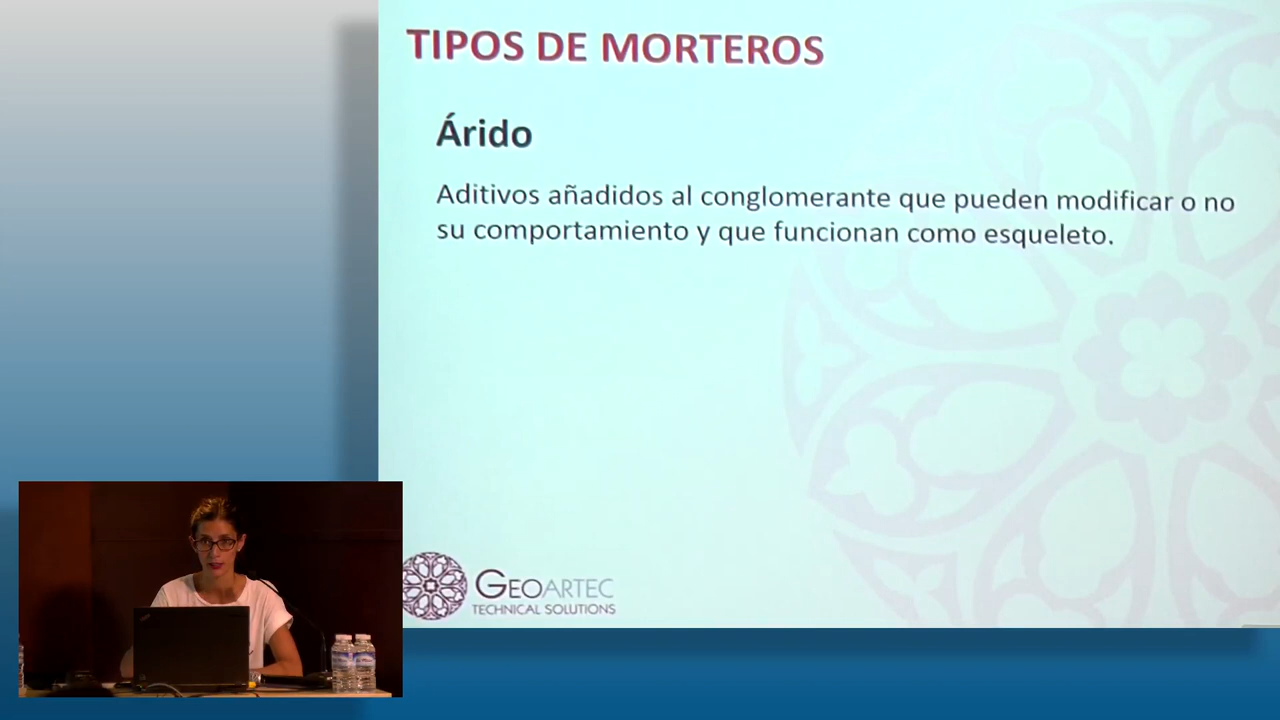 TIPOS DE MORTEROS
Árido
Aditivos añadidos al conglomerante que pueden modificar o no
su comportamiento y que funcionan como esqueleto.
GEOARTEC
TECHNICAL SOLUTIONS